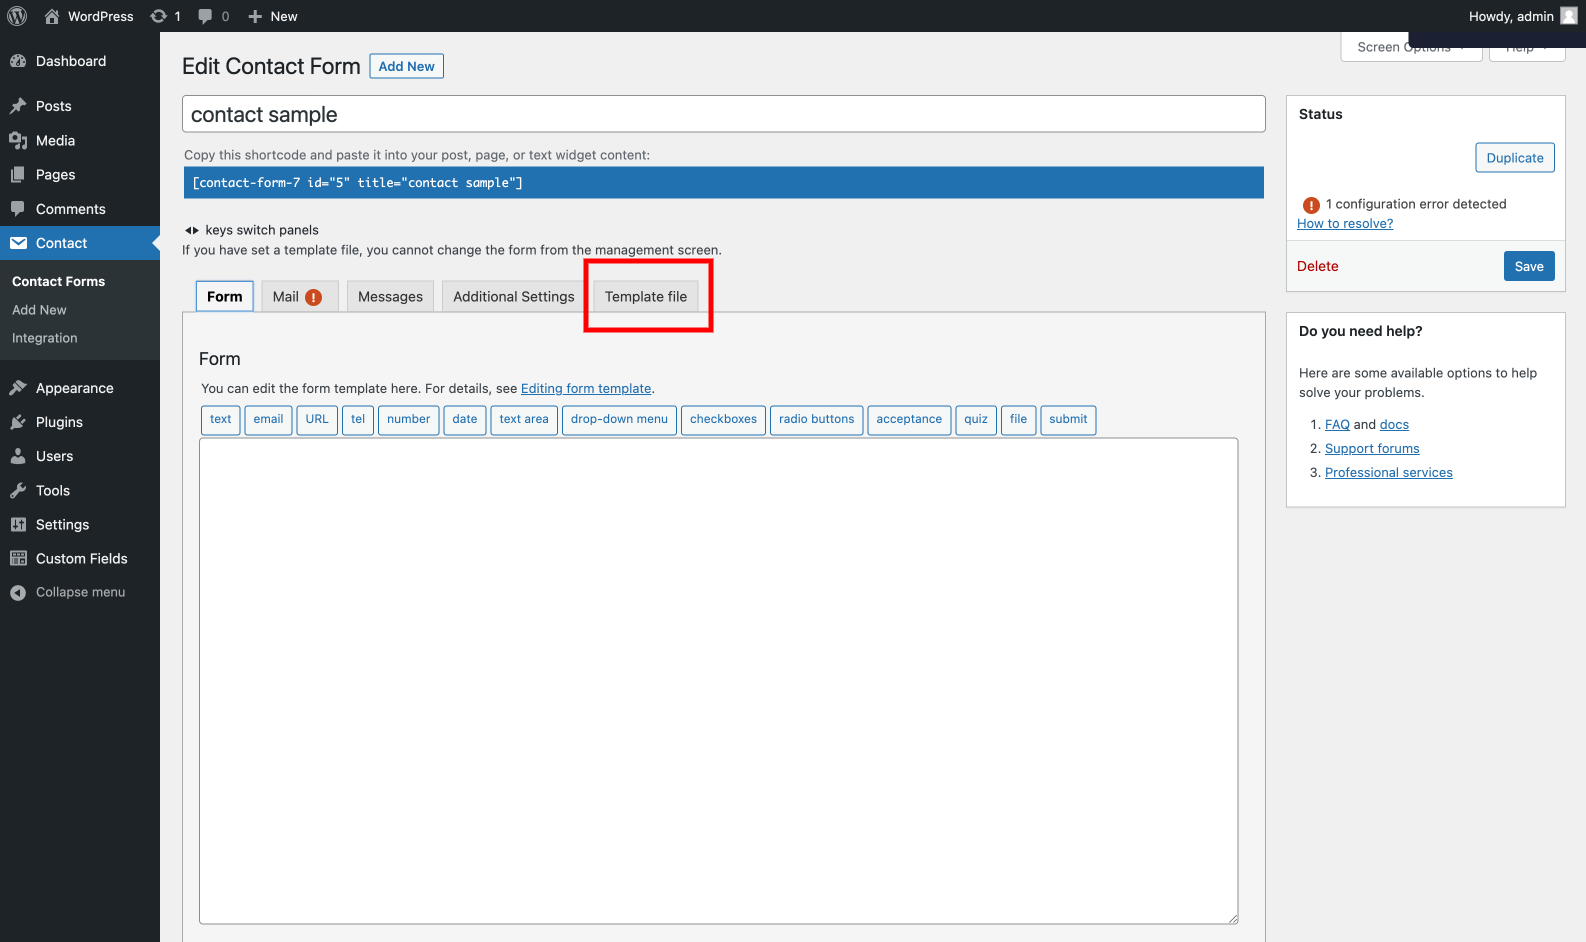 WordPress 1 0 New Howdy, admin
Screen Options Help
Dashboard
Posts
Media
Pages
Comments
Contact
Contact Forms
Add New
Integration
Appearance
Plugins
Users
Tools
Settings
Custom Fields
Collapse menu
Edit Contact Form Add New
contact sample
Copy this shortcode and paste it into your post, page, or text widget content:
[contact-form-7 id="5" title="contact sample"]
keys switch panels
If you have set a template file, you cannot change the form from the management screen.
Form Mail ! Messages Additional Settings Template file
Form
You can edit the form template here. For details, see Editing form template.
text email URL tel number date text area drop-down menu checkboxes radio buttons acceptance quiz file submit
Status
Duplicate
! 1 configuration error detected
How to resolve?
Delete Save
Do you need help?
Here are some available options to help
solve your problems.
1. FAQ and docs
2. Support forums
3. Professional services